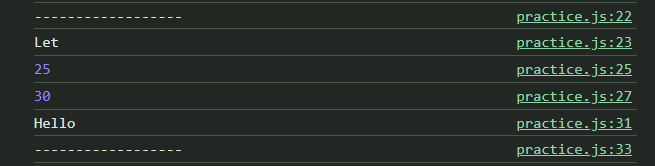 ------------------ practice.js:22
Let practice.js:23
25 practice.js:25
30 practice.js:27
Hello practice.js:31
------------------ practice.js:33